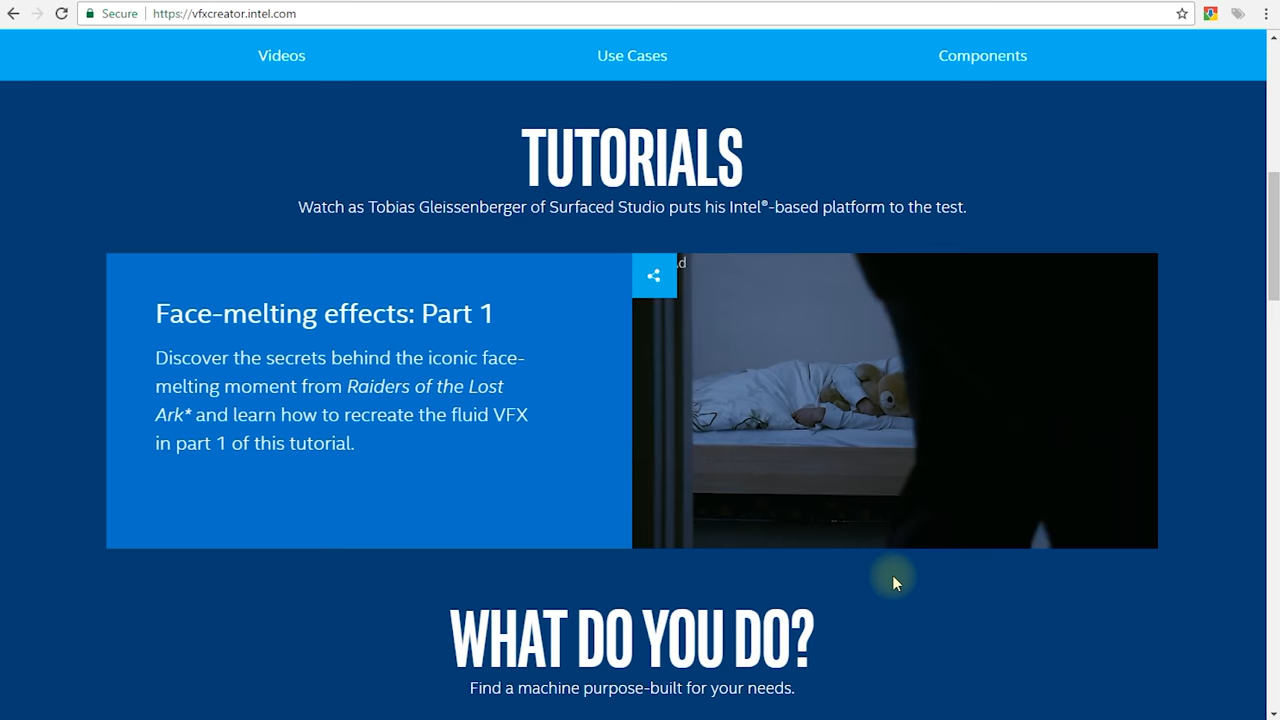 Secure
https://vfxcreator.intel.com
Videos
Use Cases
Components
TUTORIALS
Watch as Tobias Gleissenberger of Surfaced Studio puts his Intel®-based platform to the test.
Face-melting effects: Part 1
Discover the secrets behind the iconic face-
melting moment from Raiders of the Lost
Ark* and learn how to recreate the fluid VFX
in part 1 of this tutorial.
WHAT DO YOU DO?
Find a machine purpose-built for your needs.